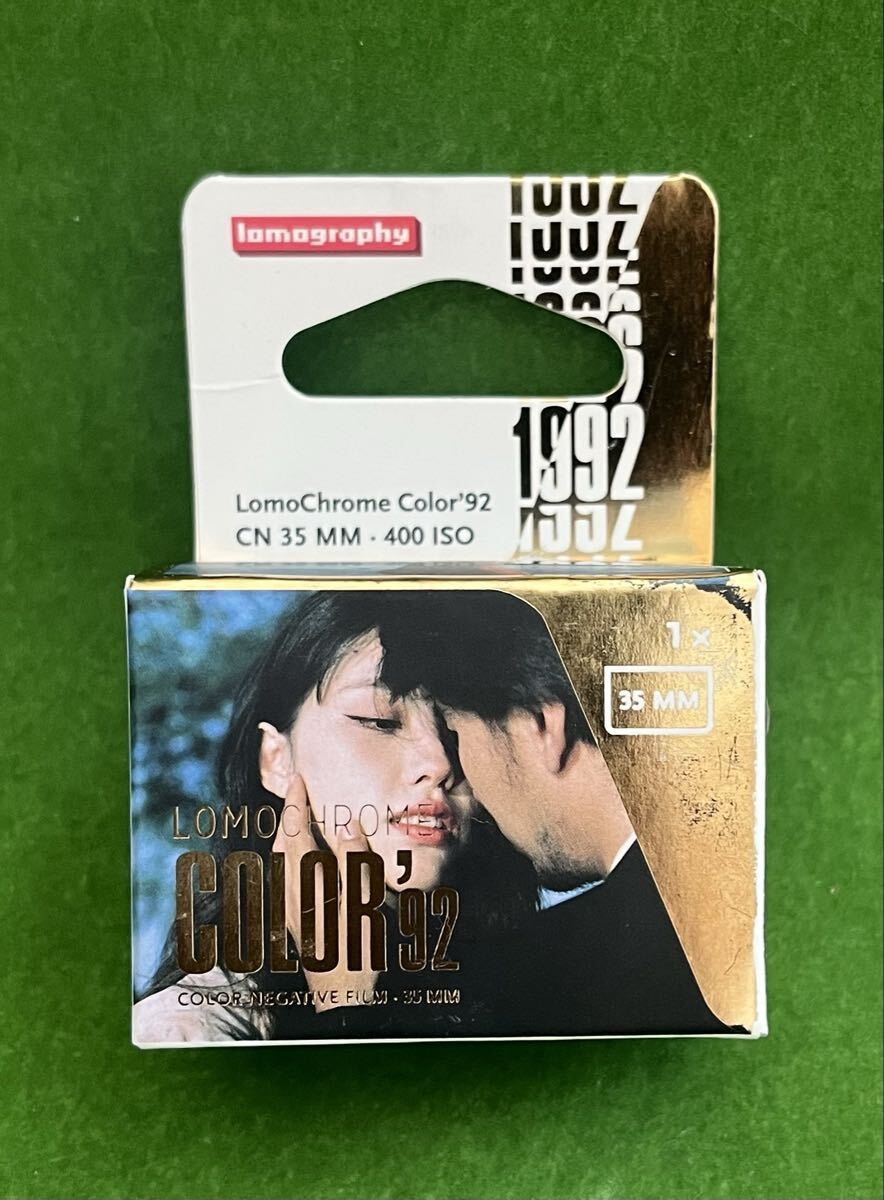 lomography
1992
LomoChrome Color'92
CN 35 MM · 400 ISO
1992
1 x
35 MM
LOMOCHROME
COLOR'92
COLOR NEGATIVE FILM · 35 MM